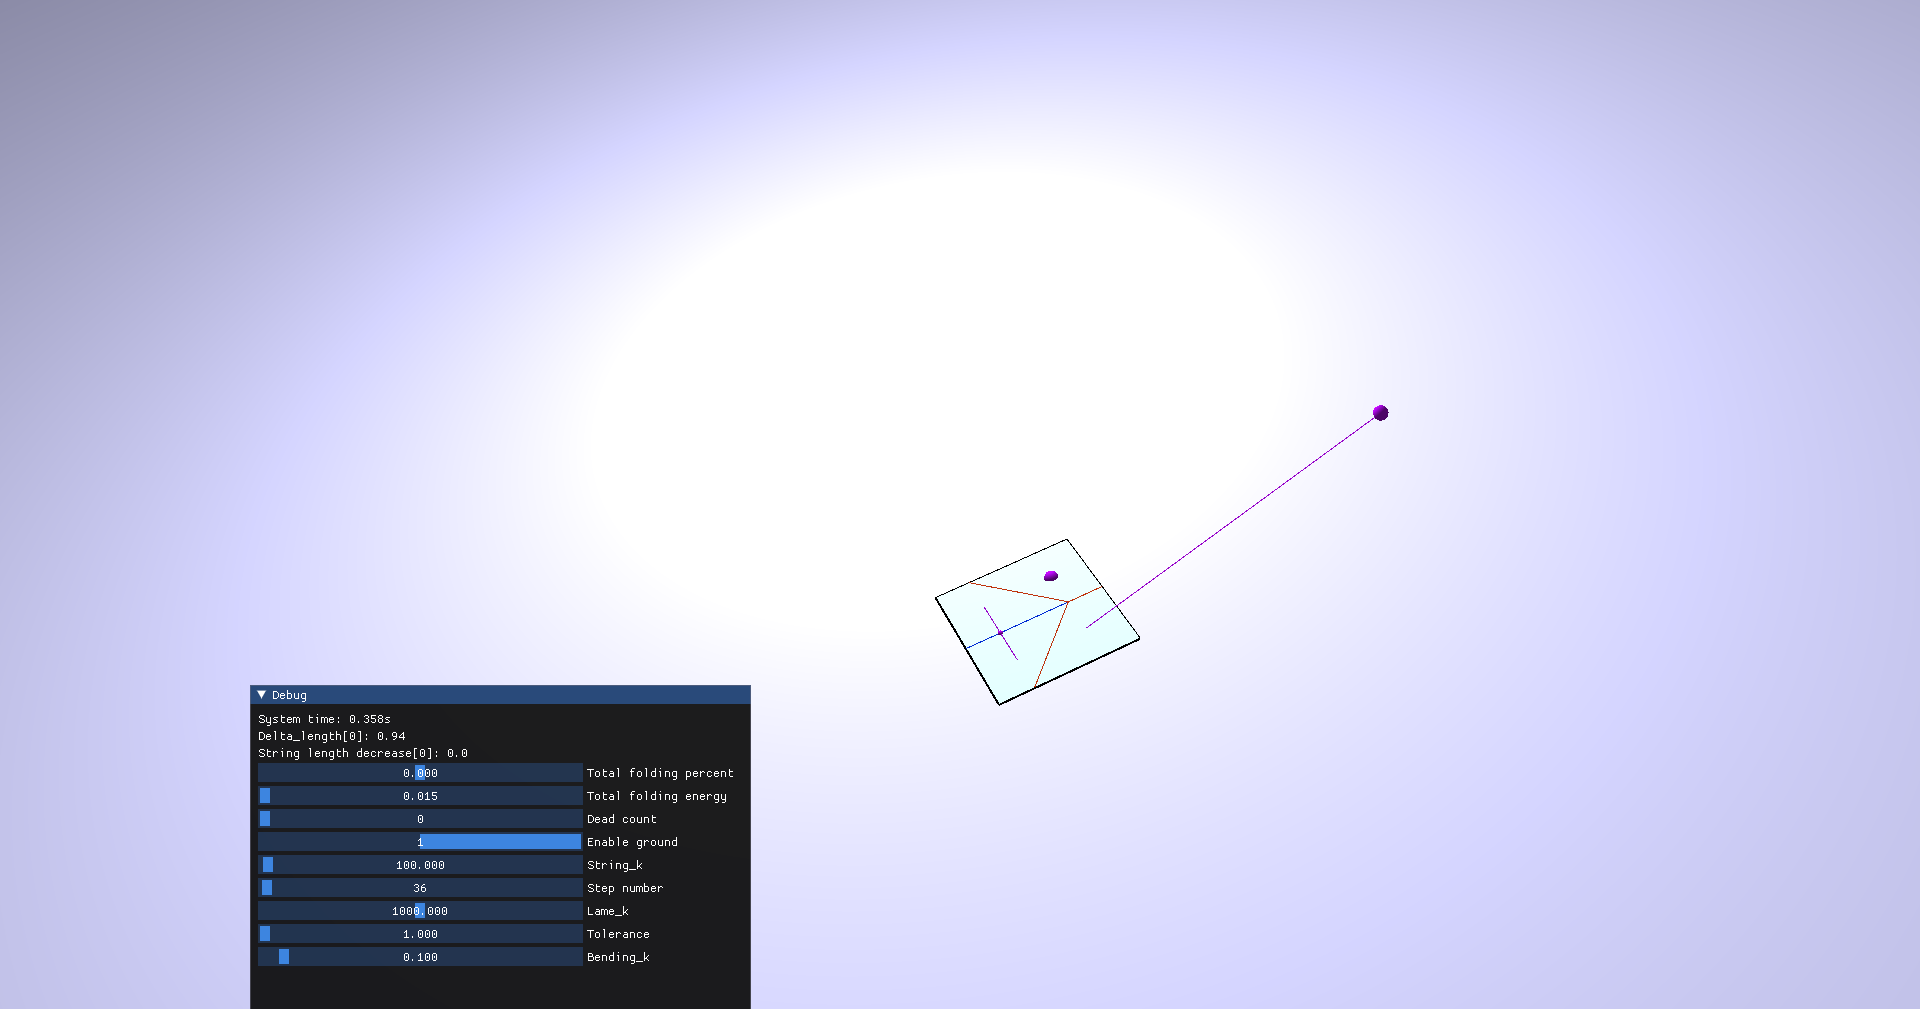 Debug
System time: 0.358s
Delta_length[0]: 0.94
String length decrease[0]: 0.0
0.000 Total folding percent
0.015 Total folding energy
0 Dead count
1 Enable ground
100.000 String_k
36 Step number
1000.000 Lame_k
1.000 Tolerance
0.100 Bending_k